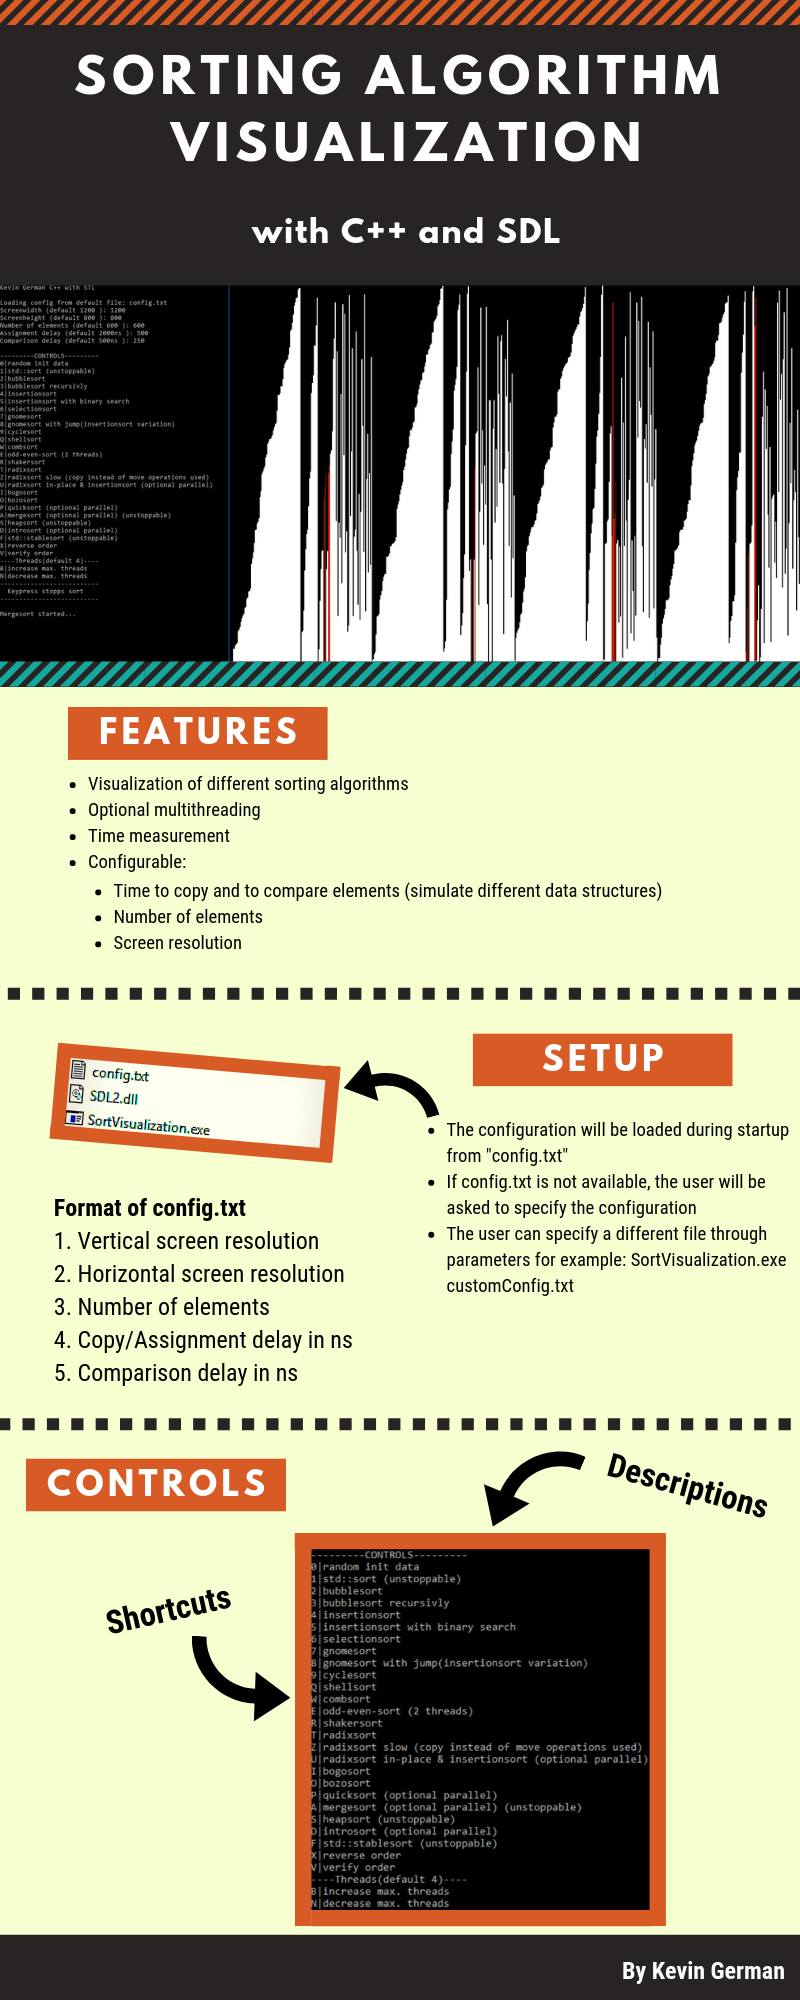 SORTING ALGORITHM
VISUALIZATION
with C++ and SDL
Kevin German C++ with STL
Loading config from default file: config.txt
Screenwidth (default 1200 ): 1200
Screenheight (default 800 ): 800
Number of elements (default 600 ): 600
Assignment delay (default 2000ns ): 500
Comparison delay (default 500ns ): 250
---------CONTROLS---------
0|random init data
1|std::sort (unstoppable)
2|bubblesort
3|bubblesort recursivly
4|insertionsort
5|insertionsort with binary search
6|selectionsort
7|gnomesort
8|gnomesort with jump(insertionsort variation)
9|cyclesort
Q|shellsort
W|combsort
E|odd-even-sort (2 threads)
R|shakersort
T|radixsort
Z|radixsort slow (copy instead of move operations used)
U|radixsort in-place & insertionsort (optional parallel)
I|bogosort
O|bozosort
P|quicksort (optional parallel)
A|mergesort (optional parallel) (unstoppable)
S|heapsort (unstoppable)
D|introsort (optional parallel)
F|std::stablesort (unstoppable)
X|reverse order
V|verify order
----Threads(default 4)----
B|increase max. threads
N|decrease max. threads
--------------------------
Keypress stopps sort
--------------------------
Mergesort started...
FEATURES
• Visualization of different sorting algorithms
• Optional multithreading
• Time measurement
• Configurable:
• Time to copy and to compare elements (simulate different data structures)
• Number of elements
• Screen resolution
config.txt
SDL2.dll
SortVisualization.exe
SETUP
• The configuration will be loaded during startup
from "config.txt"
• If config.txt is not available, the user will be
asked to specify the configuration
• The user can specify a different file through
parameters for example: SortVisualization.exe
customConfig.txt
Format of config.txt
1. Vertical screen resolution
2. Horizontal screen resolution
3. Number of elements
4. Copy/Assignment delay in ns
5. Comparison delay in ns
CONTROLS
Descriptions
Shortcuts
---------CONTROLS---------
0|random init data
1|std::sort (unstoppable)
2|bubblesort
3|bubblesort recursivly
4|insertionsort
5|insertionsort with binary search
6|selectionsort
7|gnomesort
8|gnomesort with jump(insertionsort variation)
9|cyclesort
Q|shellsort
W|combsort
E|odd-even-sort (2 threads)
R|shakersort
T|radixsort
Z|radixsort slow (copy instead of move operations used)
U|radixsort in-place & insertionsort (optional parallel)
I|bogosort
O|bozosort
P|quicksort (optional parallel)
A|mergesort (optional parallel) (unstoppable)
S|heapsort (unstoppable)
D|introsort (optional parallel)
F|std::stablesort (unstoppable)
X|reverse order
V|verify order
----Threads(default 4)----
B|increase max. threads
N|decrease max. threads
By Kevin German